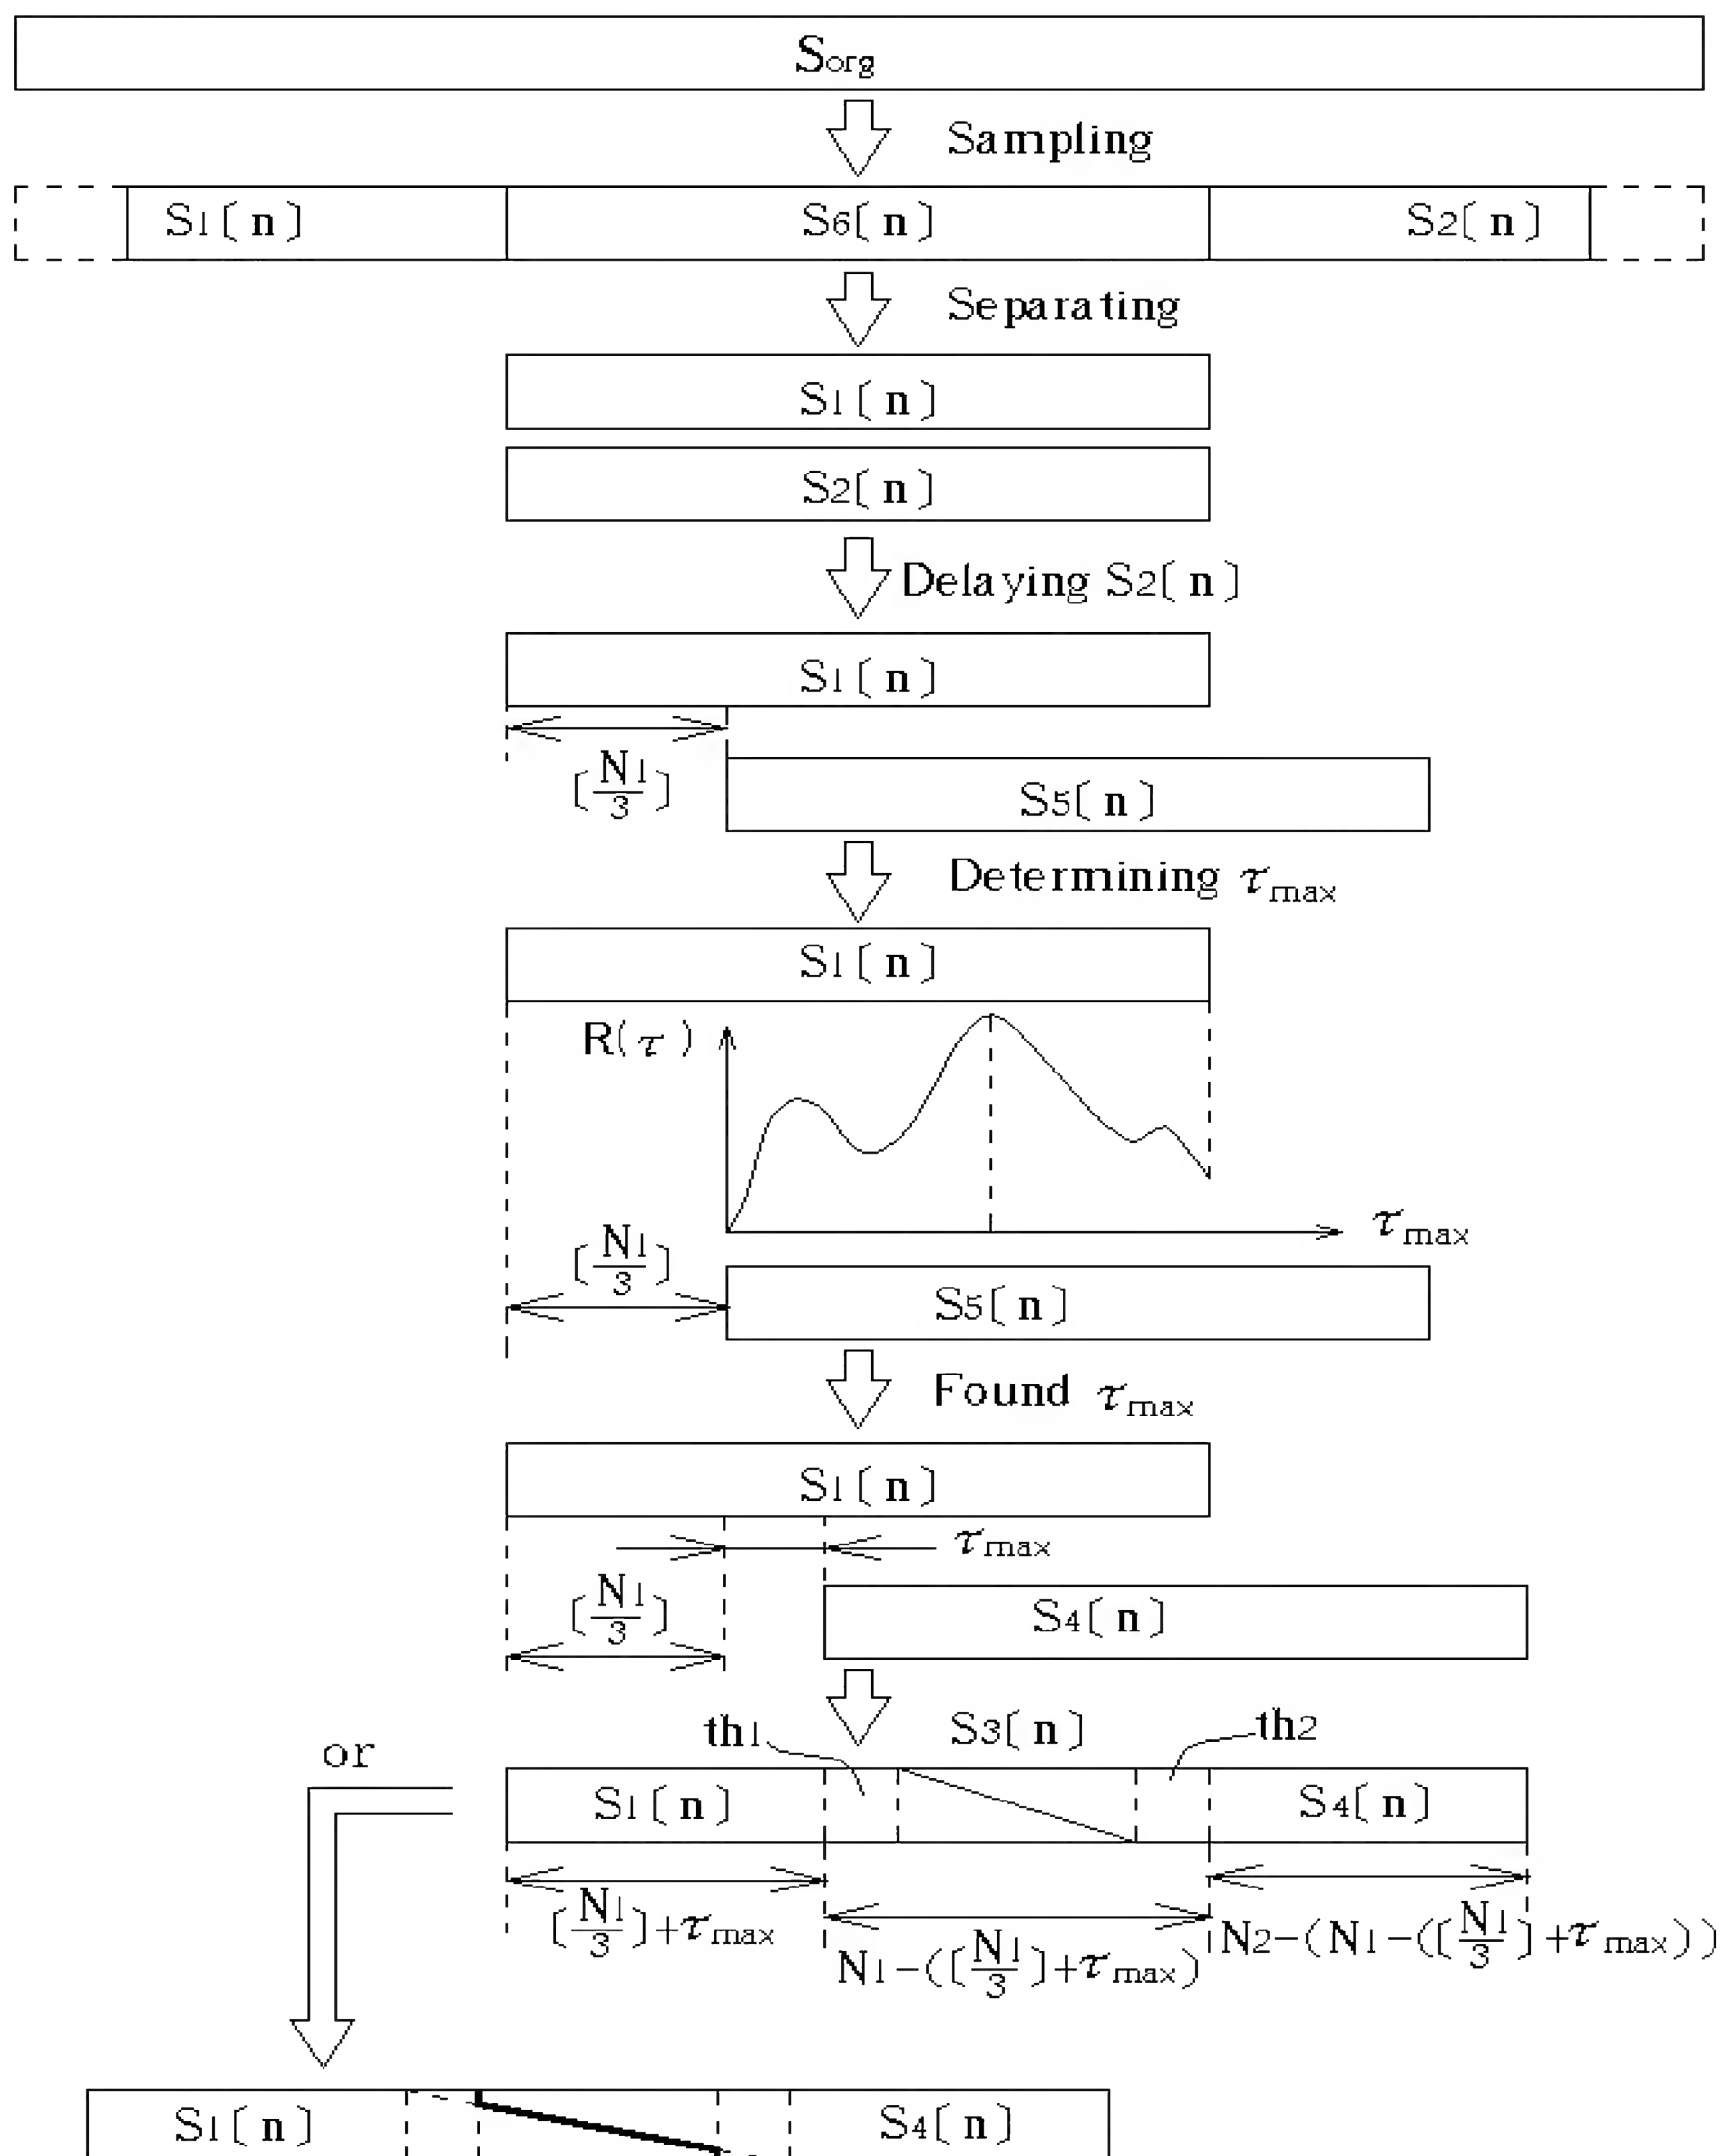 Sorg
Sampling
S1[n] S6[n] S2[n]
Separating
S1[n]
S2[n]
Delaying S2[n]
S1[n]
[N1/3]
S5[n]
Determining τmax
S1[n]
R(τ)
τmax
[N1/3]
S5[n]
Found τmax
S1[n]
τmax
[N1/3]
S4[n]
or
th1 S3[n] th2
S1[n] S4[n]
[N1/3]+τmax
N1-([N1/3]+τmax)
N2-(N1-([N1/3]+τmax))
S1[n] S4[n]